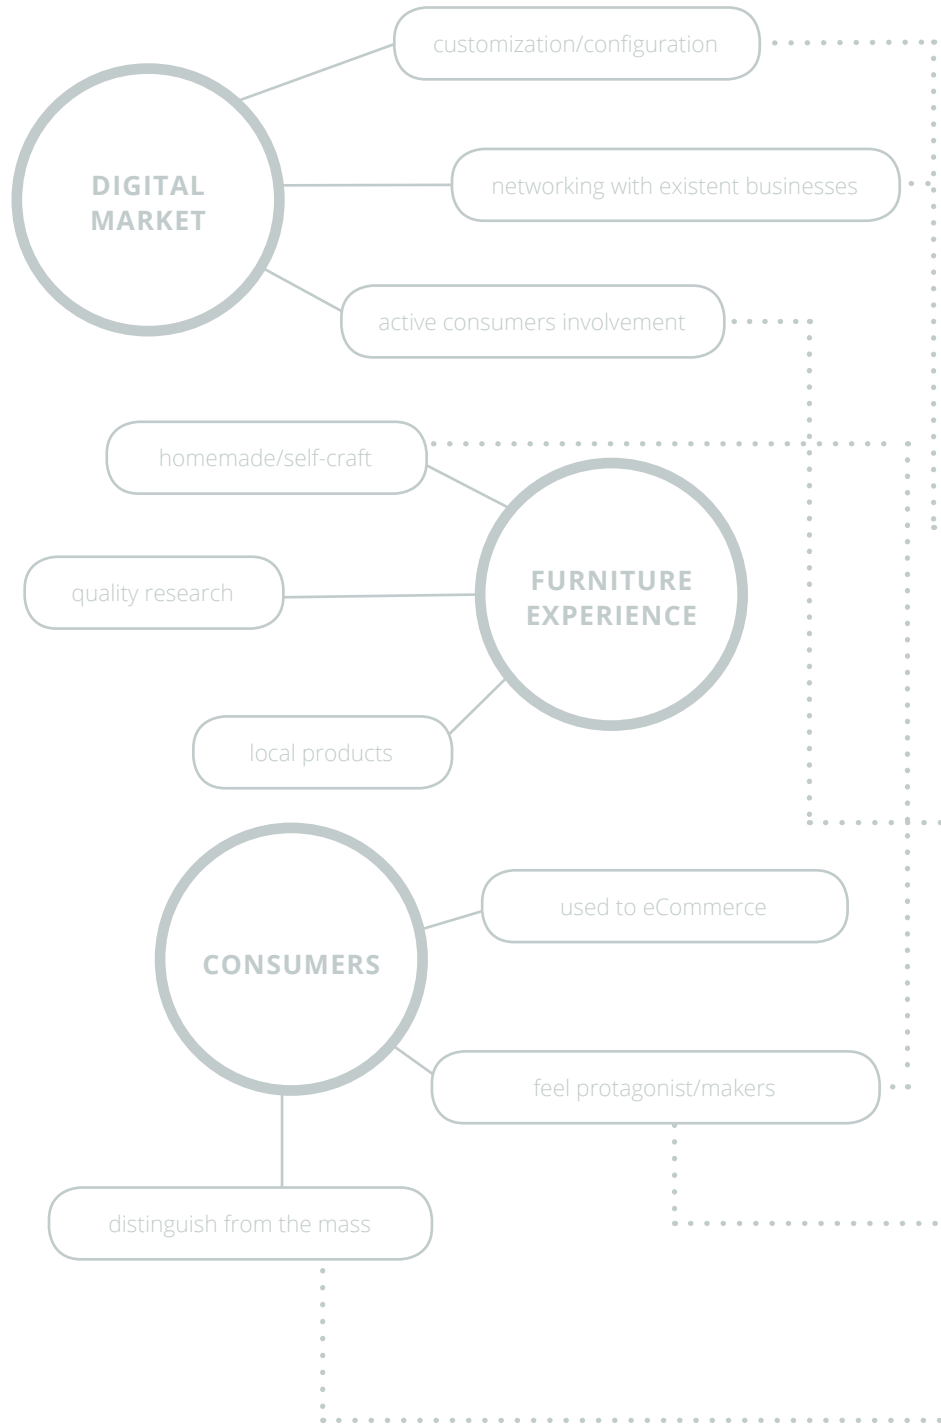 customization/configuration
DIGITAL
MARKET
networking with existent businesses
active consumers involvement
homemade/self-craft
FURNITURE
EXPERIENCE
quality research
local products
CONSUMERS
used to eCommerce
feel protagonist/makers
distinguish from the mass